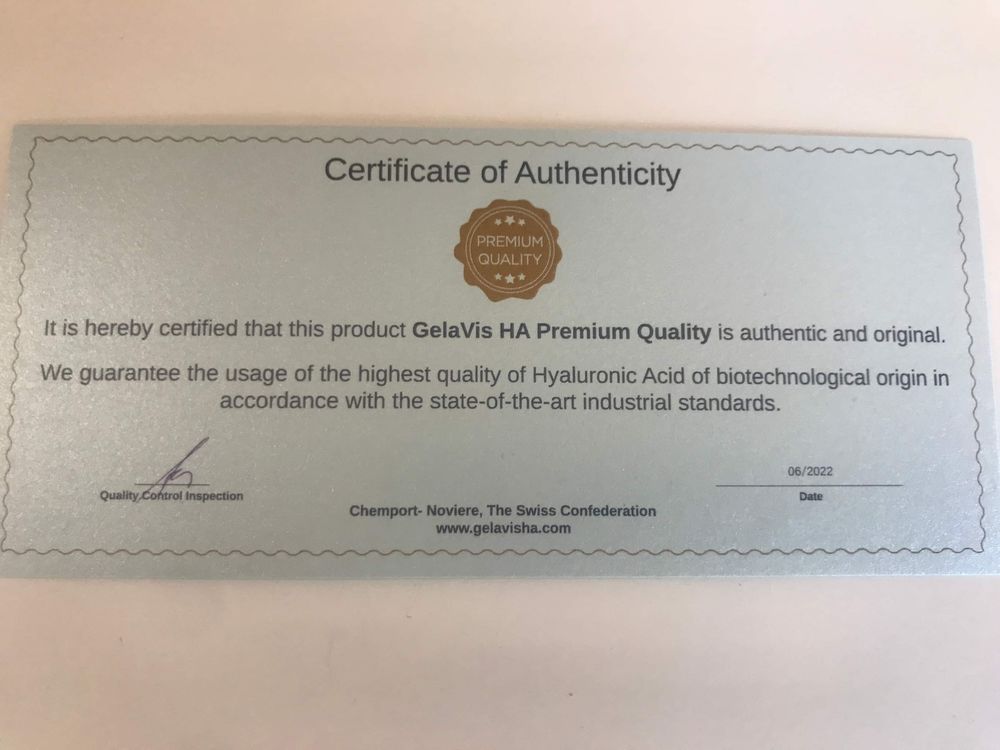 Certificate of Authenticity
PREMIUM
QUALITY
It is hereby certified that this product GelaVis HA Premium Quality is authentic and original.
We guarantee the usage of the highest quality of Hyaluronic Acid of biotechnological origin in
accordance with the state-of-the-art industrial standards.
06/2022
Quality Control Inspection
Date
Chemport- Noviere, The Swiss Confederation
www.gelavisha.com